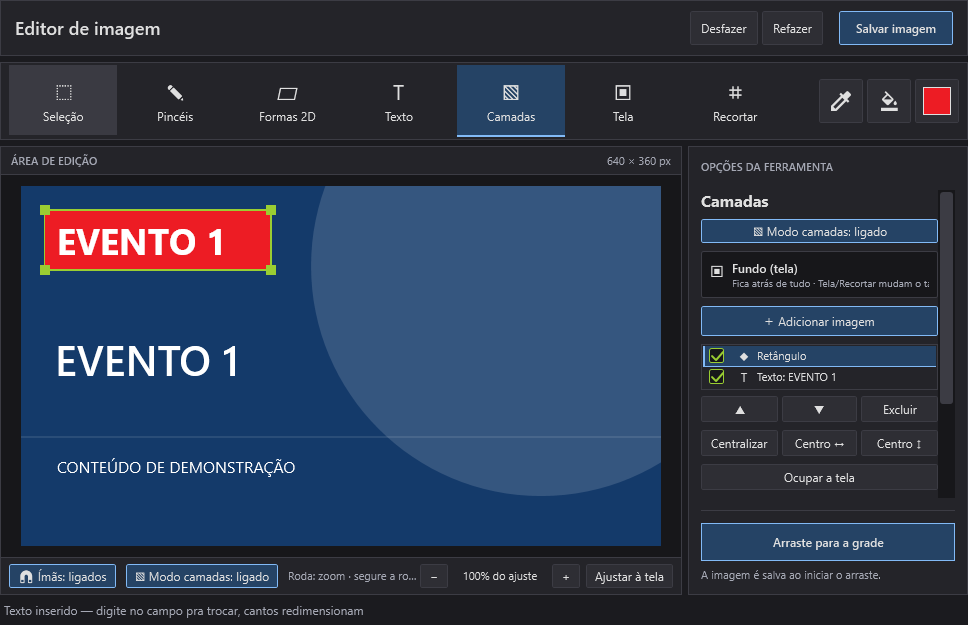 Editor de imagem
Desfazer
Refazer
Salvar imagem
Seleção
Pincéis
Formas 2D
Texto
Camadas
Tela
Recortar
ÁREA DE EDIÇÃO
640 × 360 px
EVENTO 1
EVENTO 1
CONTEÚDO DE DEMONSTRAÇÃO
Ímãs: ligados
Modo camadas: ligado
Roda: zoom · segure a ro...
−
100% do ajuste
+
Ajustar à tela
OPÇÕES DA FERRAMENTA
Camadas
Modo camadas: ligado
Fundo (tela)
Fica atrás de tudo · Tela/Recortar mudam o
+ Adicionar imagem
Retângulo
T Texto: EVENTO 1
▲
▼
Excluir
Centralizar
Centro ↔
Centro ↕
Ocupar a tela
Arraste para a grade
A imagem é salva ao iniciar o arraste.
Texto inserido — digite no campo pra trocar, cantos redimensionam